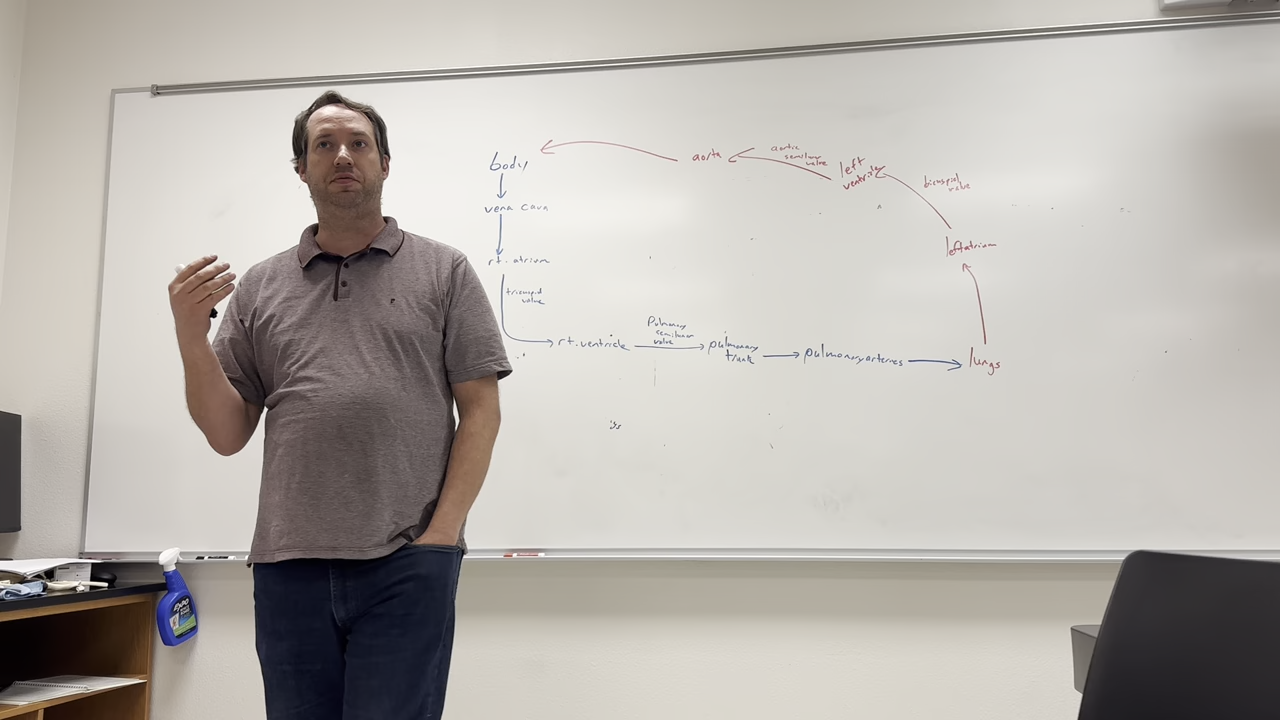 body
vena cava
rt. atrium
tricuspid
valve
rt. ventricle
Pulmonary
semilunar
valve
pulmonary
trunk
pulmonary arteries
lungs
left atrium
bicuspid
valve
left
ventricle
aortic
semilunar
valve
aorta
EXPO